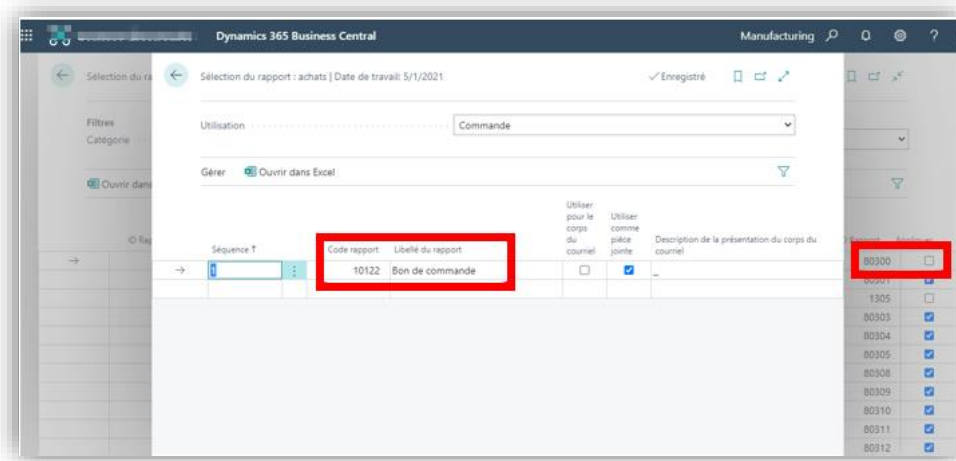 Dynamics 365 Business Central
Manufacturing
?
Sélection du ra
Sélection du rapport : achats | Date de travail: 5/1/2021
✓ Enregistré
Filtres
Catégorie
Utilisation
Commande
Gérer
Ouvrir dans Excel
Ouvrir dans
Utiliser pour le corps du courriel
Utiliser comme pièce jointe
ID Rap
Séquence ↑
Code rapport
Libellé du rapport
Description de la présentation du corps du courriel
→
1
10122
Bon de commande
_
→
80300
80301
1305
80303
80304
80305
80308
80309
80310
80311
80312